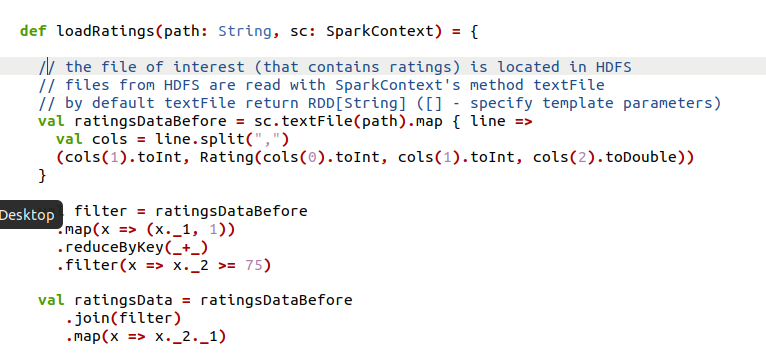 def loadRatings(path: String, sc: SparkContext) = {
// the file of interest (that contains ratings) is located in HDFS
// files from HDFS are read with SparkContext's method textFile
// by default textFile return RDD[String] ([] - specify template parameters)
val ratingsDataBefore = sc.textFile(path).map { line =>
val cols = line.split(",")
(cols(1).toInt, Rating(cols(0).toInt, cols(1).toInt, cols(2).toDouble))
}
Desktop
filter = ratingsDataBefore
.map(x => (x._1, 1))
.reduceByKey(_+_)
.filter(x => x._2 >= 75)
val ratingsData = ratingsDataBefore
.join(filter)
.map(x => x._2._1)